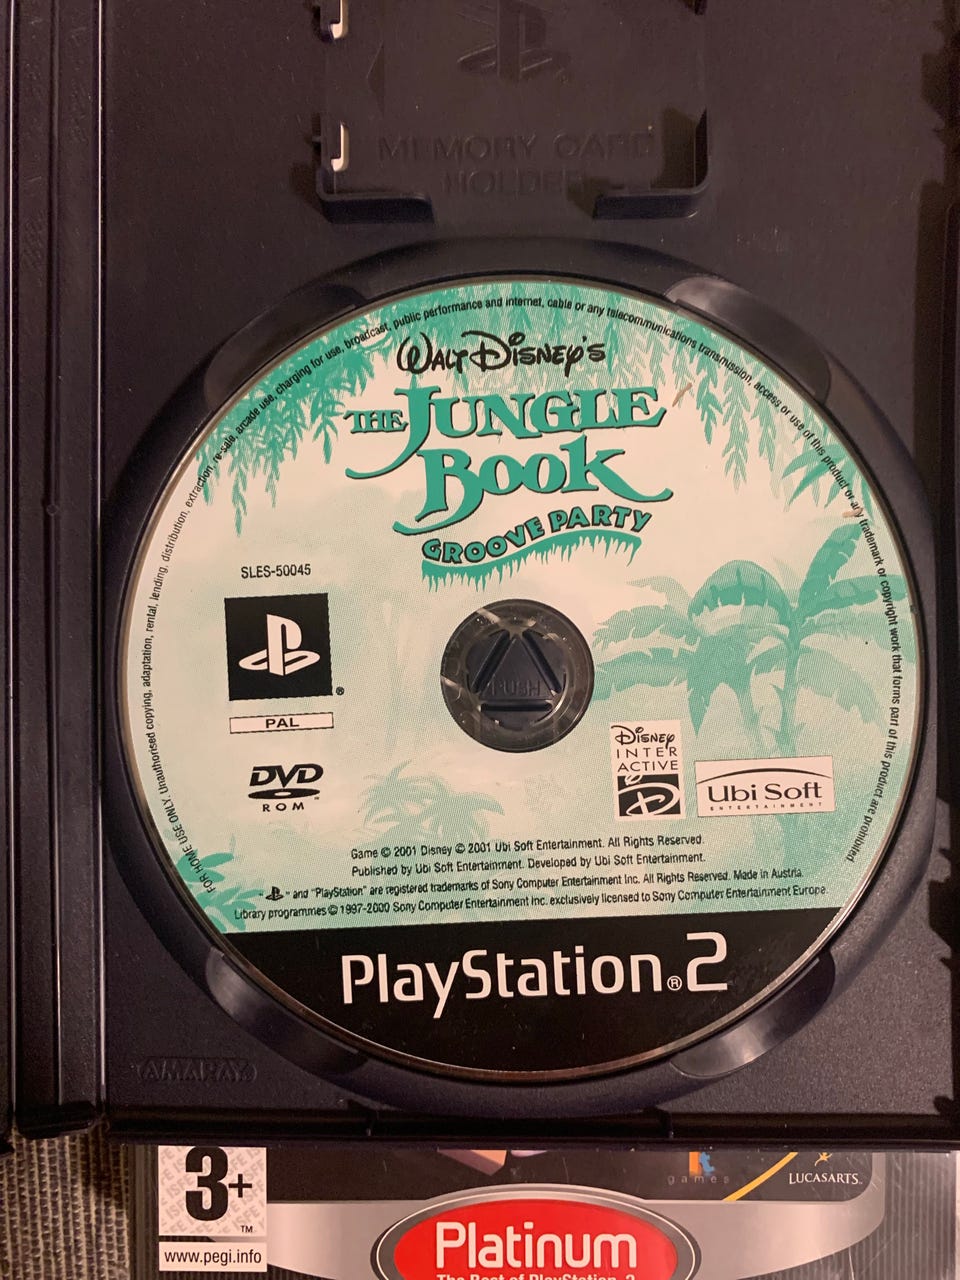 MEMORY CARD
HOLDER
FOR HOME USE ONLY. Unauthorised copying, adaptation, rental, lending, distribution, extraction, re-sale, arcade use, charging for use, broadcast, public performance and internet, cable or any telecommunications transmission, access or use of this product or any trademark or copyright work that forms part of this product are prohibited
WALT DISNEY'S
THE JUNGLE
BOOK
GROOVE PARTY
SLES-50045
®
PAL
DVD
ROM
PUSH
DISNEY
INTER
ACTIVE
Ubi Soft
ENTERTAINMENT
Game © 2001 Disney © 2001 Ubi Soft Entertainment. All Rights Reserved.
Published by Ubi Soft Entertainment. Developed by Ubi Soft Entertainment.
" " and "PlayStation" are registered trademarks of Sony Computer Entertainment Inc. All Rights Reserved. Made in Austria.
Library programmes © 1997-2000 Sony Computer Entertainment Inc. exclusively licensed to Sony Computer Entertainment Europe.
PlayStation®2
AMARAY
3+
TM
www.pegi.info
games
LUCASARTS
Platinum
The Best of PlayStation 2